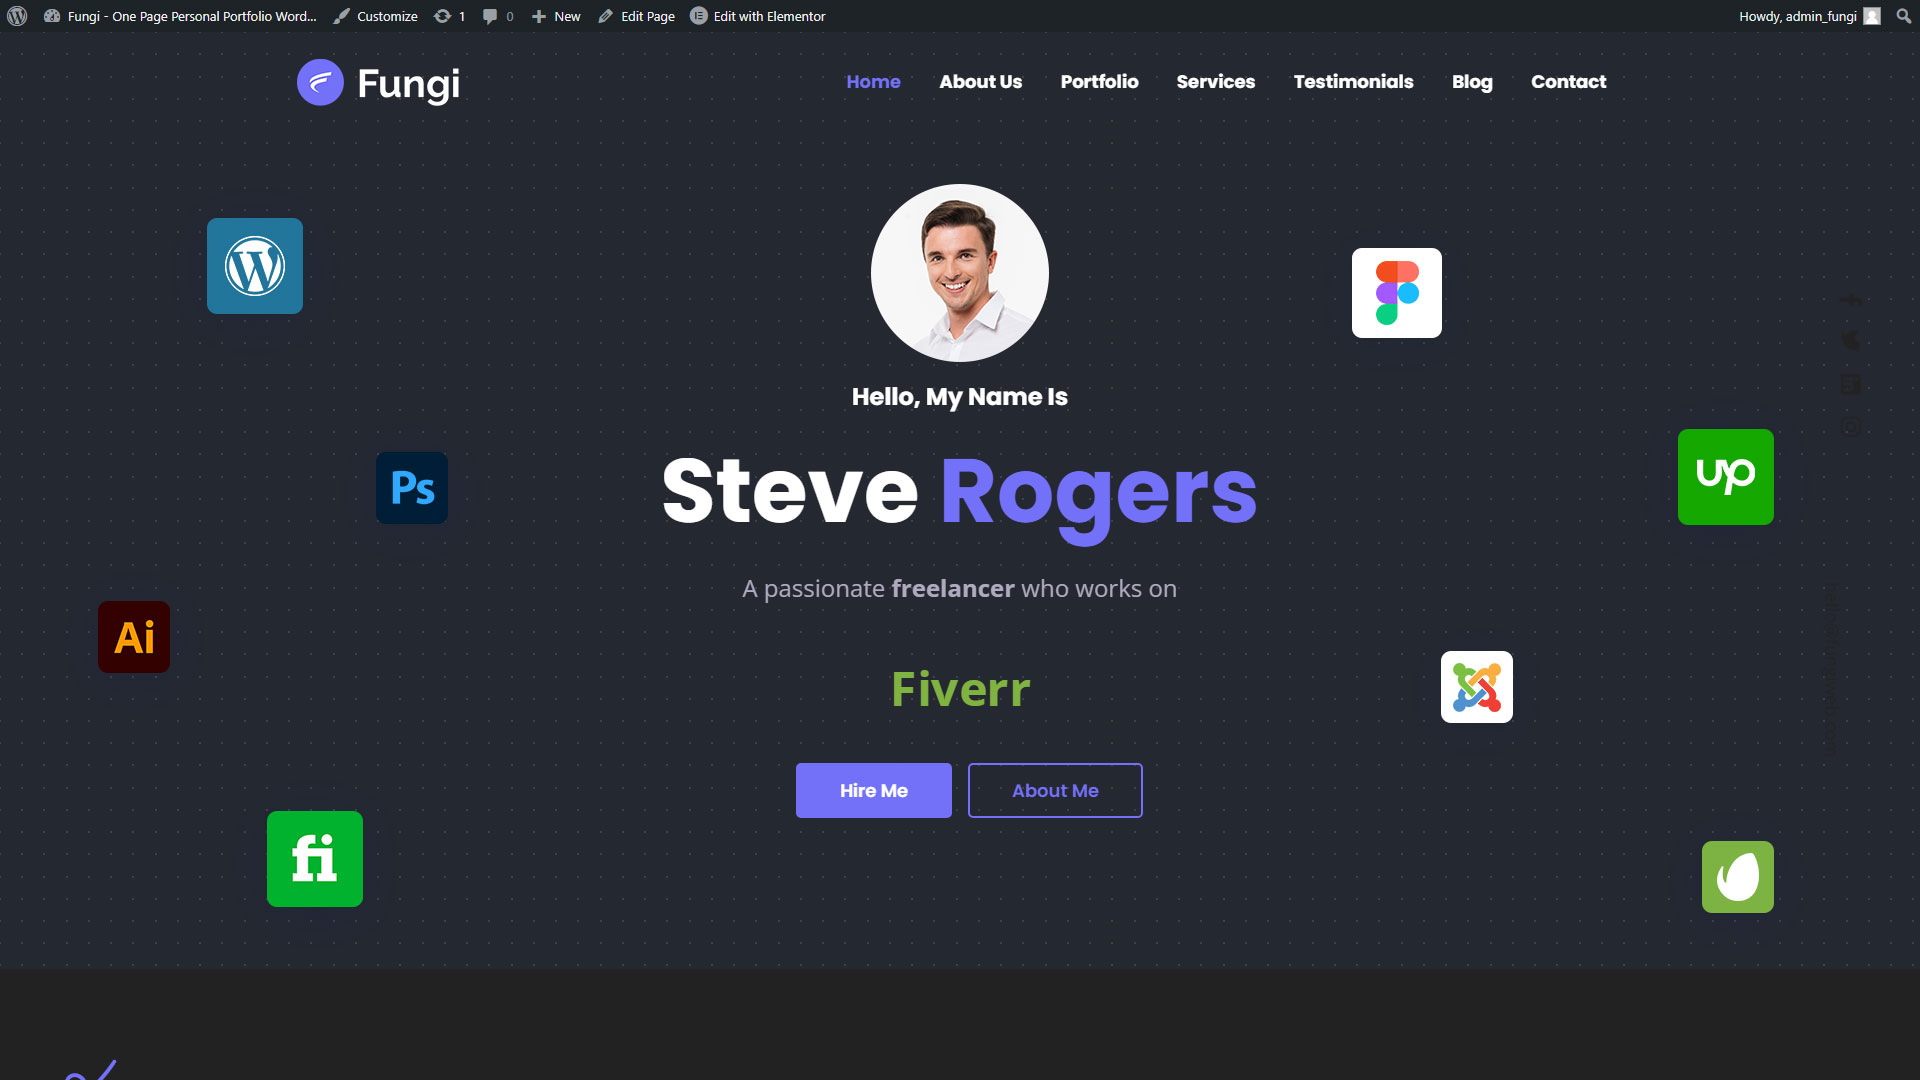 Fungi - One Page Personal Portfolio Word... Customize 1 0 New Edit Page Edit with Elementor Howdy, admin_fungi
Fungi Home About Us Portfolio Services Testimonials Blog Contact
Hello, My Name Is
Steve Rogers
Ps
up
A passionate freelancer who works on
Ai
Fiverr
Hire Me About Me
fi